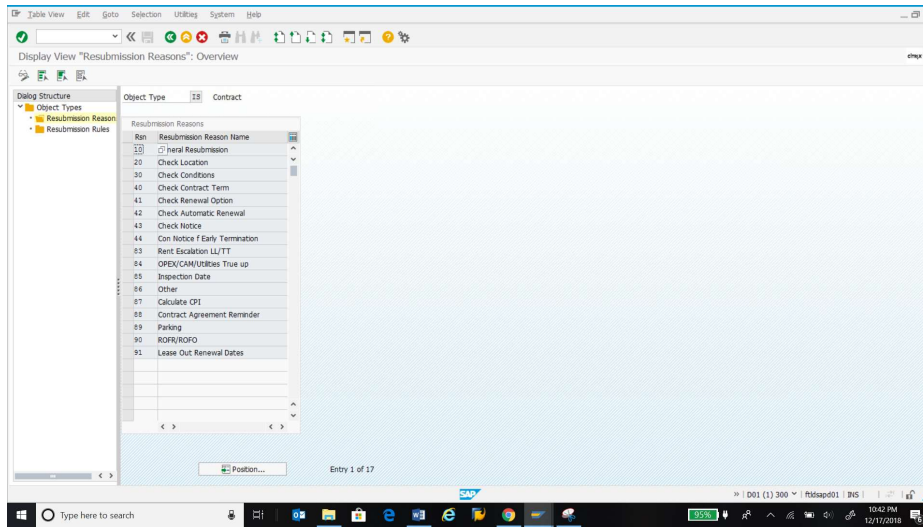 Table View Edit Goto Selection Utilities System Help
Display View "Resubmission Reasons": Overview
citrix
Dialog Structure
Object Types
Resubmission Reason
Resubmission Rules
Object Type IS Contract
Resubmission Reasons
Rsn Resubmission Reason Name
10 neral Resubmission
20 Check Location
30 Check Conditions
40 Check Contract Term
41 Check Renewal Option
42 Check Automatic Renewal
43 Check Notice
44 Con Notice f Early Termination
83 Rent Escalation LL/TT
84 OPEX/CAM/Utilities True up
85 Inspection Date
86 Other
87 Calculate CPI
88 Contract Agreement Reminder
89 Parking
90 ROFR/ROFO
91 Lease Out Renewal Dates
Position... Entry 1 of 17
SAP
D01 (1) 300 ftldsapd01 INS
Type here to search
95%
10:42 PM
12/17/2018